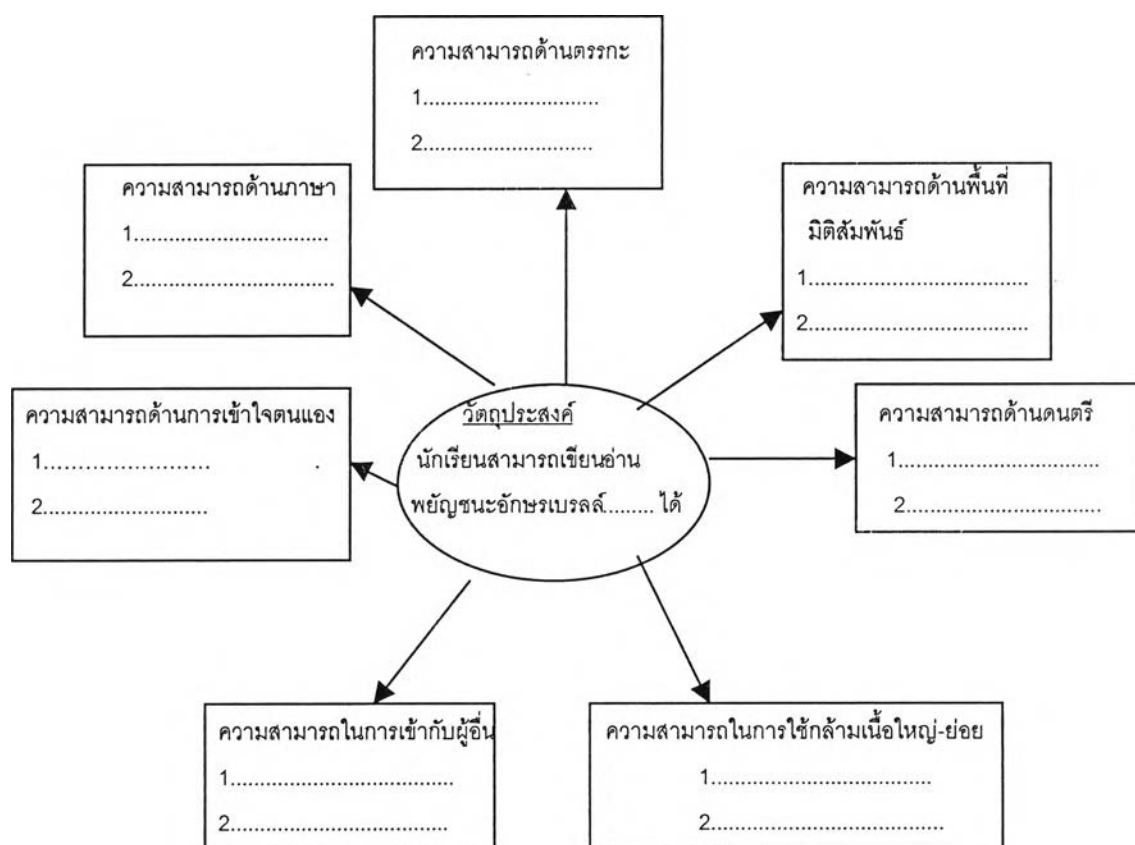 ความสามารถด้านตรรกะ
1..............................
2............................
ความสามารถด้านภาษา
1...............................
2................................
ความสามารถด้านพื้นที่
มิติสัมพันธ์
1...................................
2...................................
ความสามารถด้านการเข้าใจตนแอง
1..........................
2..........................
วัตถุประสงค์
นักเรียนสามารถเขียนอ่าน
พยัญชนะอักษรเบรลล์......... ได้
ความสามารถด้านดนตรี
1................................
2................................
ความสามารถในการเข้ากับผู้อื่น
1...................................
2..................................
ความสามารถในการใช้กล้ามเนื้อใหญ่-ย่อย
1...................................
2.....................................